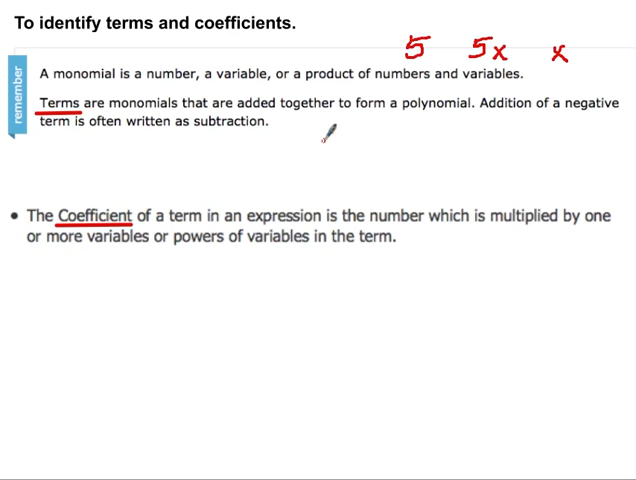 To identify terms and coefficients.
5 5x x
remember
A monomial is a number, a variable, or a product of numbers and variables.
Terms are monomials that are added together to form a polynomial. Addition of a negative
term is often written as subtraction.
• The Coefficient of a term in an expression is the number which is multiplied by one
or more variables or powers of variables in the term.